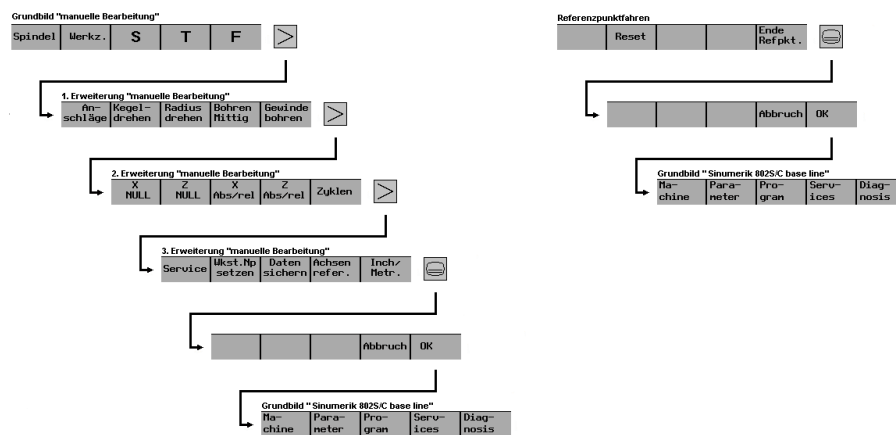 Grundbild "manuelle Bearbeitung"
Spindel Werkz. S T F >
1. Erweiterung "manuelle Bearbeitung"
An- Kegel- Radius Bohren Gewinde
schläge drehen drehen Mittig bohren >
2. Erweiterung "manuelle Bearbeitung"
X Z X Z
NULL NULL Abs/rel Abs/rel Zyklen >
3. Erweiterung "manuelle Bearbeitung"
Service Wkst.Np Daten Achsen Inch/
setzen sichern refer. Metr.
Abbruch OK
Grundbild " Sinumerik 802S/C base line"
Ma- Para- Pro- Serv- Diag-
chine meter gram ices nosis
Referenzpunktfahren
Reset Ende
Refpkt.
Abbruch OK
Grundbild " Sinumerik 802S/C base line"
Ma- Para- Pro- Serv- Diag-
chine meter gram ices nosis